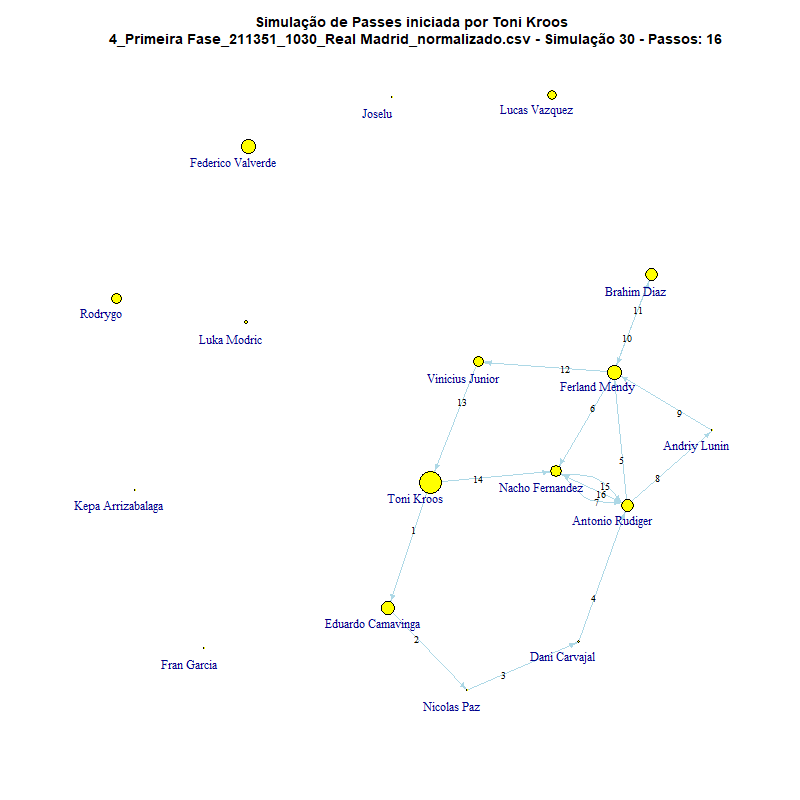 Simulação de Passes iniciada por Toni Kroos
4_Primeira Fase_211351_1030_Real Madrid_normalizado.csv - Simulação 30 - Passos: 16
Joselu
Lucas Vazquez
Federico Valverde
Brahim Diaz
Rodrygo
11
Luka Modric
10
12
Vinicius Junior
Ferland Mendy
13
6
9
Andriy Lunin
5
14
8
Nacho Fernandez
15
16
7
Toni Kroos
Kepa Arrizabalaga
Antonio Rudiger
1
4
Eduardo Camavinga
2
Dani Carvajal
Fran Garcia
3
Nicolas Paz